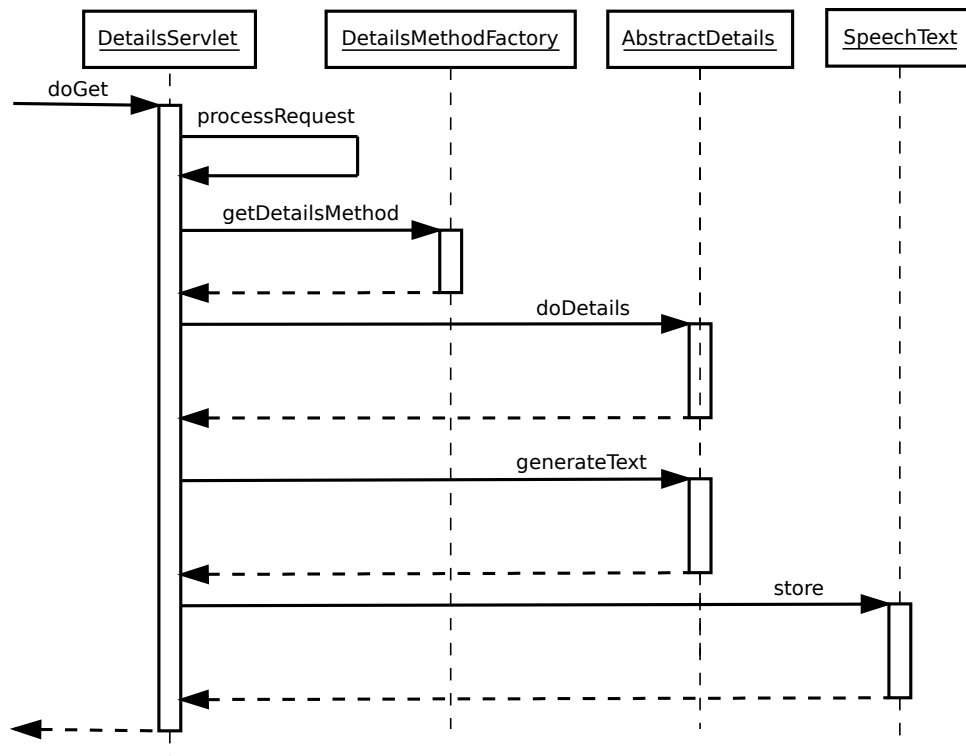 DetailsServlet
DetailsMethodFactory
AbstractDetails
SpeechText
doGet
processRequest
getDetailsMethod
doDetails
generateText
store